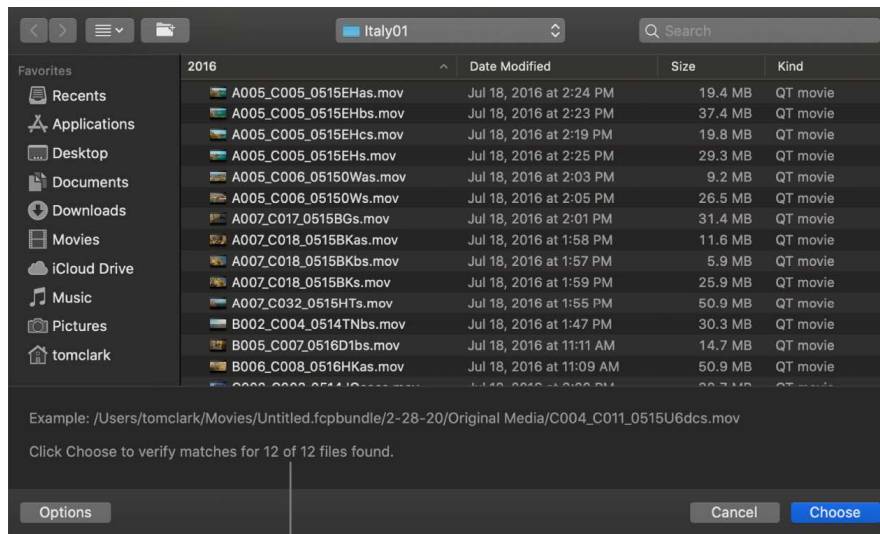 Italy01
Search
Favorites
Recents
Applications
Desktop
Documents
Downloads
Movies
iCloud Drive
Music
Pictures
tomclark
2016 Date Modified Size Kind
A005_C005_0515EHas.mov Jul 18, 2016 at 2:24 PM 19.4 MB QT movie
A005_C005_0515EHbs.mov Jul 18, 2016 at 2:23 PM 37.4 MB QT movie
A005_C005_0515EHcs.mov Jul 18, 2016 at 2:19 PM 19.8 MB QT movie
A005_C005_0515EHs.mov Jul 18, 2016 at 2:25 PM 29.3 MB QT movie
A005_C006_05150Was.mov Jul 18, 2016 at 2:03 PM 9.2 MB QT movie
A005_C006_05150Ws.mov Jul 18, 2016 at 2:05 PM 26.5 MB QT movie
A007_C017_0515BGs.mov Jul 18, 2016 at 2:01 PM 31.4 MB QT movie
A007_C018_0515BKas.mov Jul 18, 2016 at 1:58 PM 11.6 MB QT movie
A007_C018_0515BKbs.mov Jul 18, 2016 at 1:57 PM 5.9 MB QT movie
A007_C018_0515BKs.mov Jul 18, 2016 at 1:59 PM 25.9 MB QT movie
A007_C032_0515HTs.mov Jul 18, 2016 at 1:55 PM 50.9 MB QT movie
B002_C004_0514TNbs.mov Jul 18, 2016 at 1:47 PM 30.3 MB QT movie
B005_C007_0516D1bs.mov Jul 18, 2016 at 11:11 AM 14.7 MB QT movie
B006_C008_0516HKas.mov Jul 18, 2016 at 11:09 AM 50.9 MB QT movie
Example: /Users/tomclark/Movies/Untitled.fcpbundle/2-28-20/Original Media/C004_C011_0515U6dcs.mov
Click Choose to verify matches for 12 of 12 files found.
Options Cancel Choose